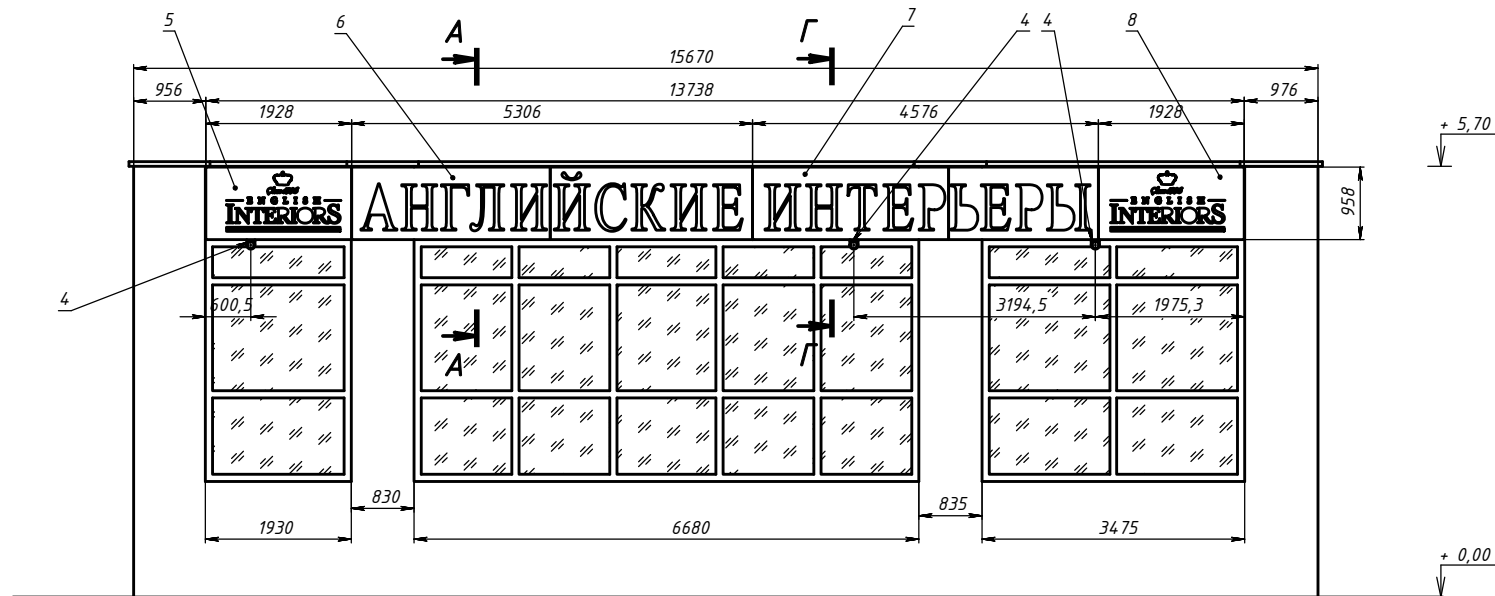 5 6 А Г 7 4 4 8
15670
956 13738 976
1928 5306 4576 1928
+ 5,70
ENGLISH
INTERIORS
АНГЛИЙСКИЕ ИНТЕРЬЕРЫ
ENGLISH
INTERIORS
958
4
600,5 3194,5 1975,3
А Г
830 835
1930 6680 3475
+ 0,00